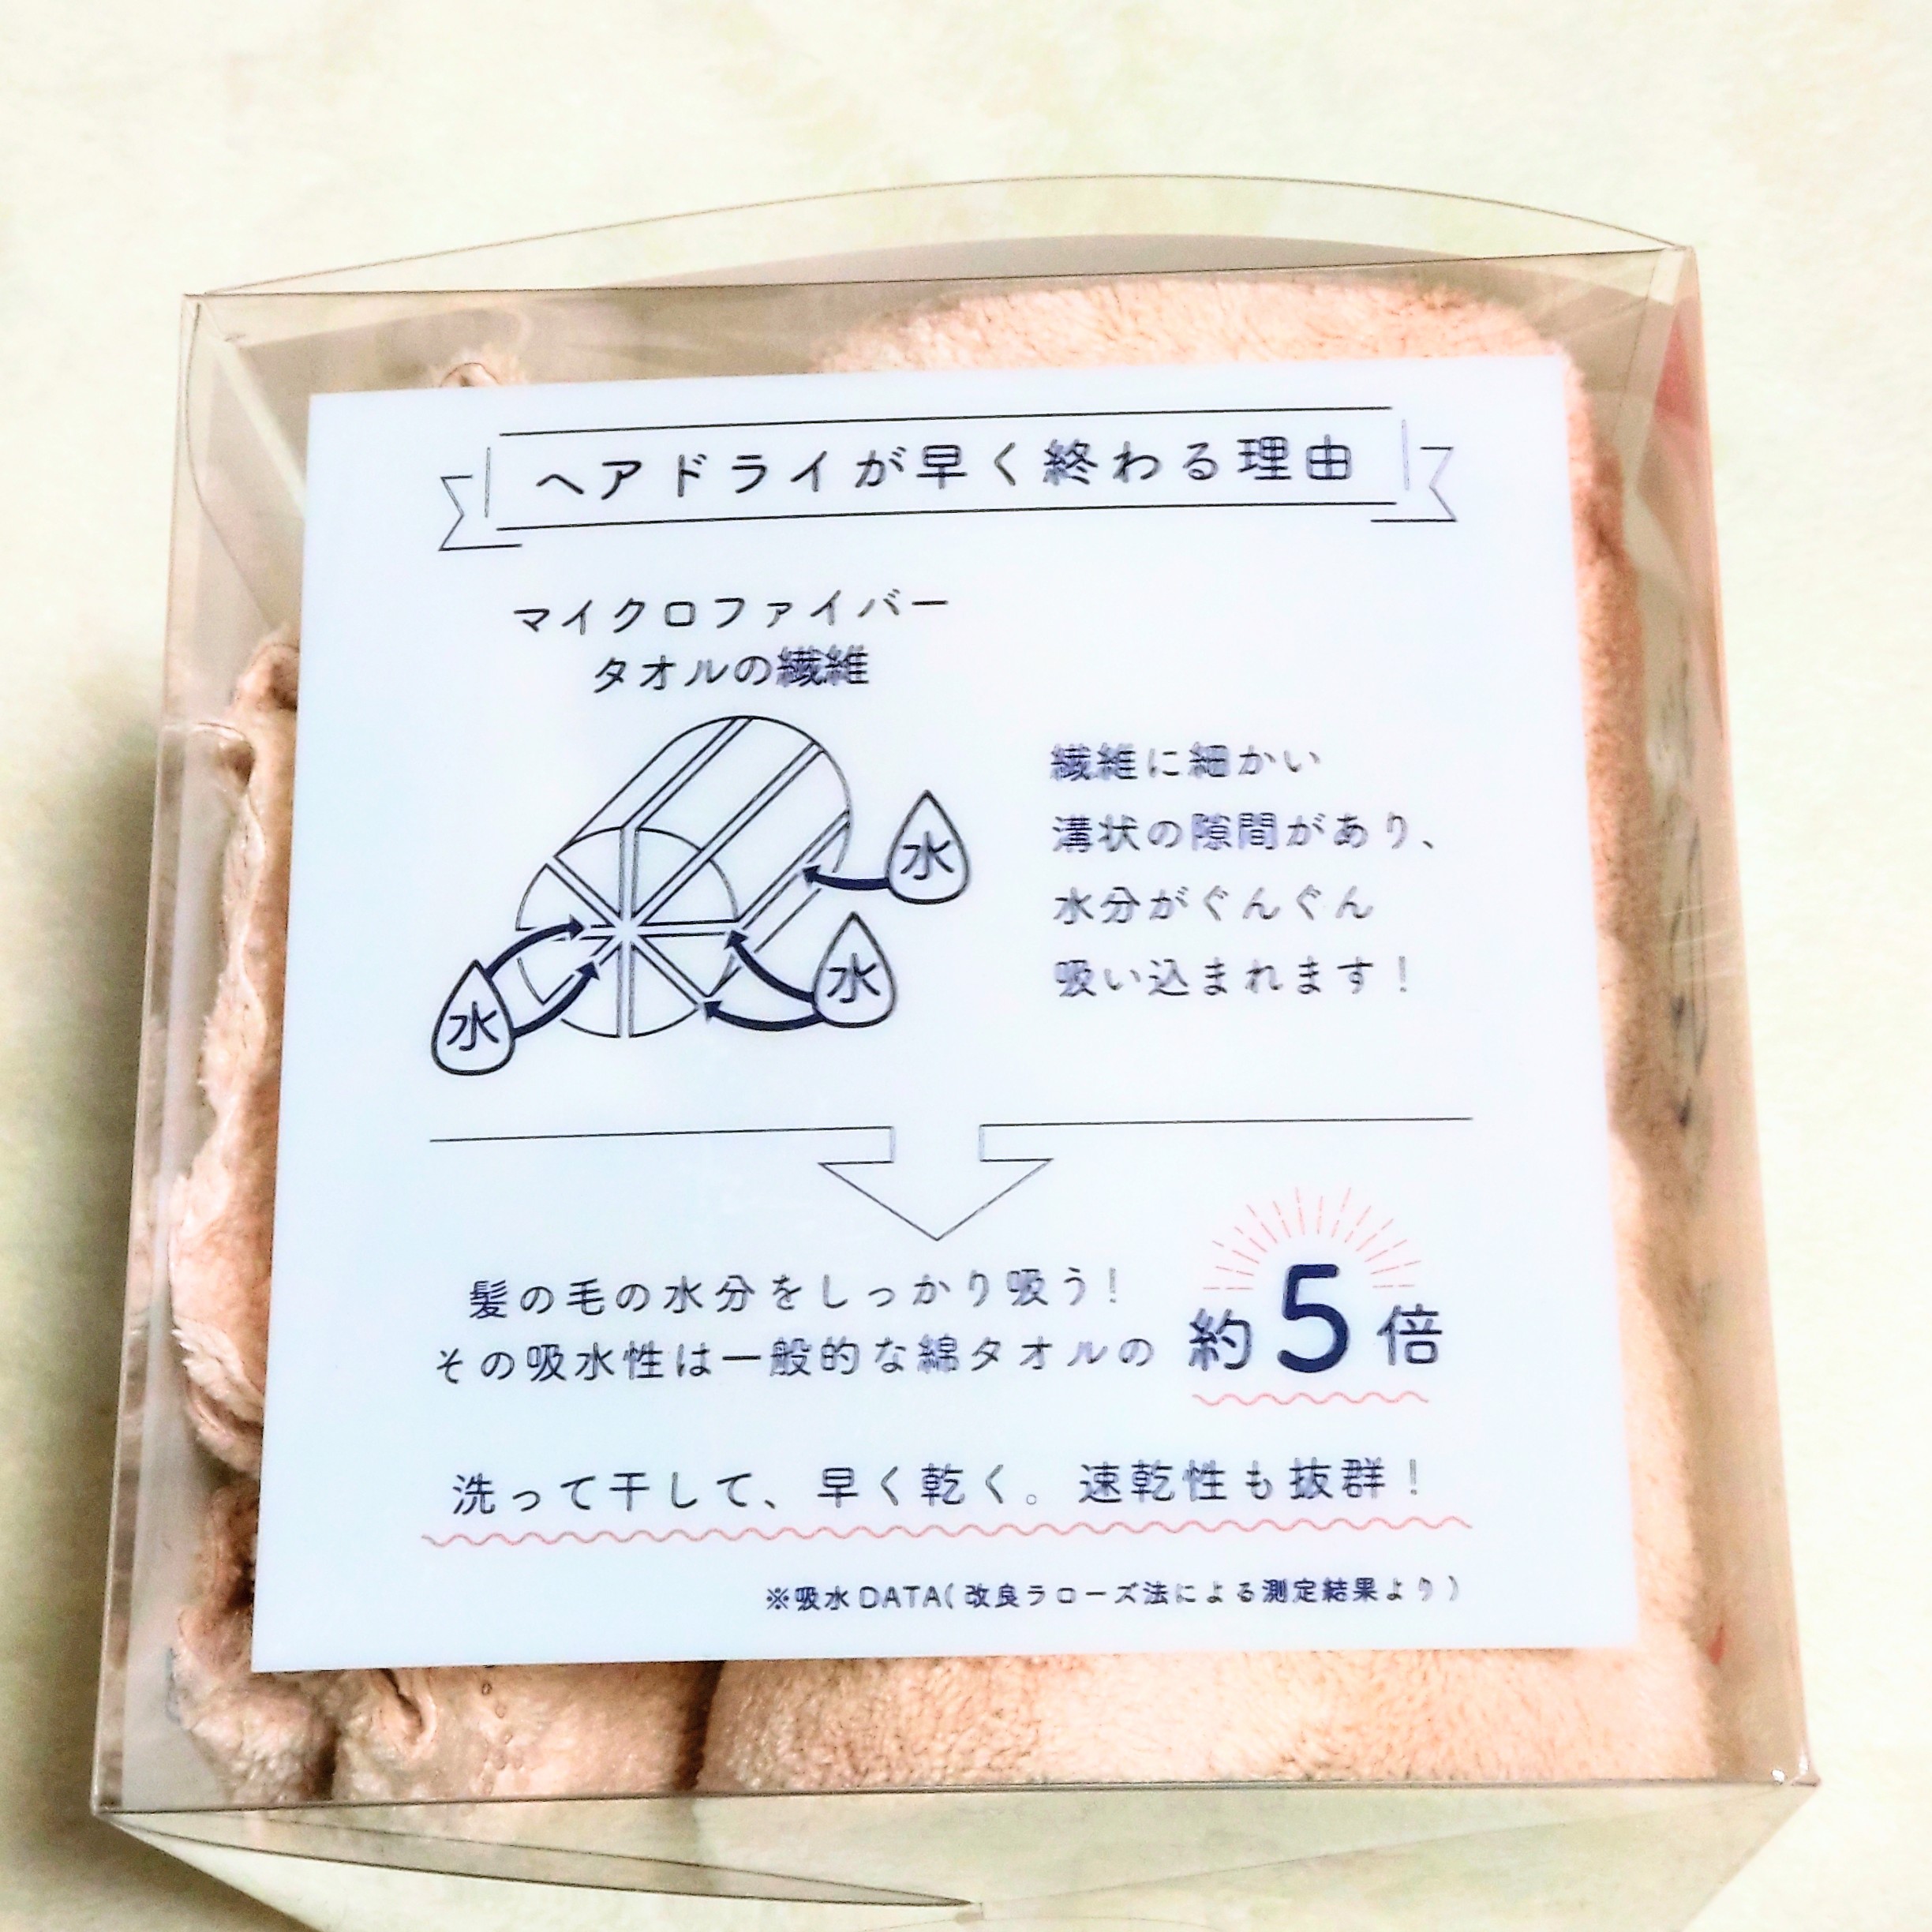 ヘアドライが早く終わる理由
マイクロファイバー
タオルの繊維
水
水
水
繊維に細かい
溝状の隙間があり、
水分がぐんぐん
吸い込まれます！
髪の毛の水分をしっかり吸う！
その吸水性は一般的な綿タオルの 約5倍
洗って干して、早く乾く。速乾性も抜群！
※吸水DATA(改良ラローズ法による測定結果より)